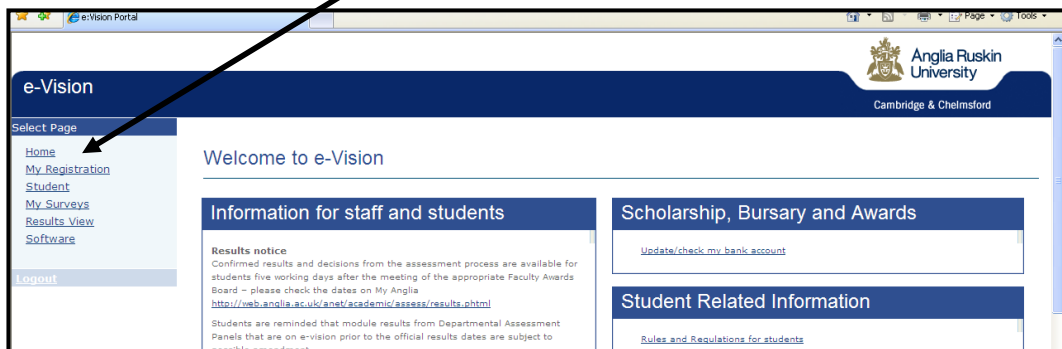 e:Vision Portal
Page
Tools
Anglia Ruskin
University
Cambridge & Chelmsford
e-Vision
Select Page
Home
My Registration
Student
My Surveys
Results View
Software
Logout
Welcome to e-Vision
Information for staff and students
Results notice
Confirmed results and decisions from the assessment process are available for
students five working days after the meeting of the appropriate Faculty Awards
Board – please check the dates on My Anglia
http://web.anglia.ac.uk/anet/academic/assess/results.phtml
Students are reminded that module results from Departmental Assessment
Panels that are on e-vision prior to the official results dates are subject to
possible amendment
Scholarship, Bursary and Awards
Update/check my bank account
Student Related Information
Rules and Regulations for students